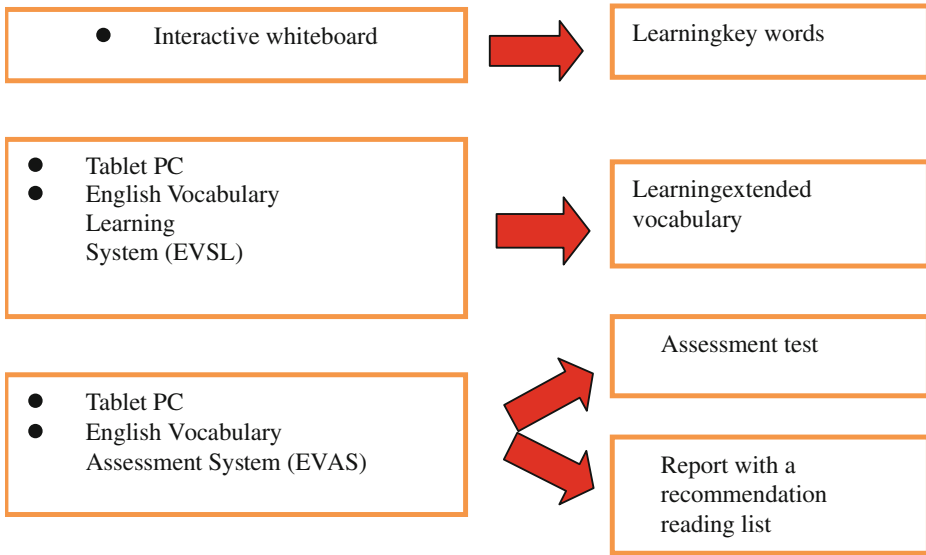 ● Interactive whiteboard
Learningkey words
● Tablet PC
● English Vocabulary
Learning
System (EVSL)
Learningextended
vocabulary
● Tablet PC
● English Vocabulary
Assessment System (EVAS)
Assessment test
Report with a
recommendation
reading list